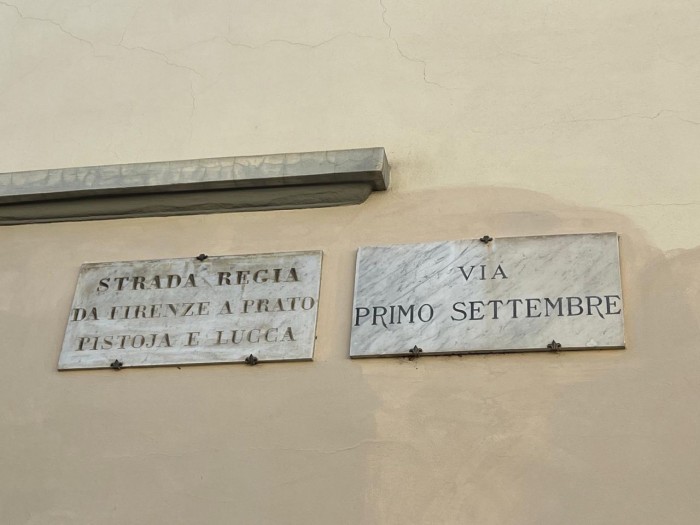 STRADA REGIA
DA FIRENZE A PRATO
PISTOJA E LUCCA
VIA
PRIMO SETTEMBRE